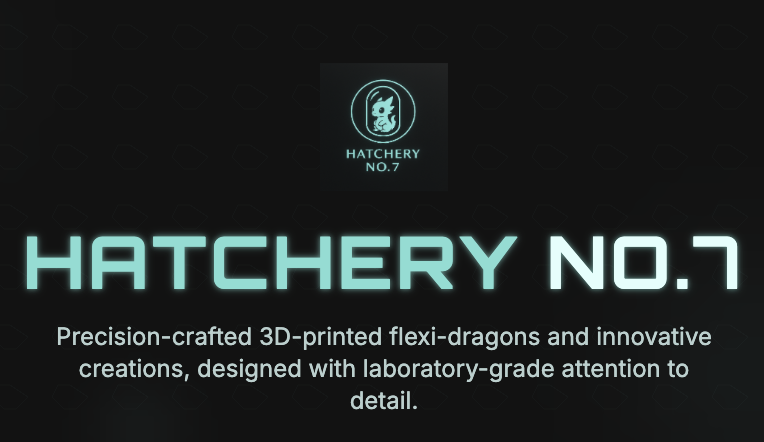 HATCHERY
NO.7
HATCHERY NO.7
Precision-crafted 3D-printed flexi-dragons and innovative
creations, designed with laboratory-grade attention to
detail.